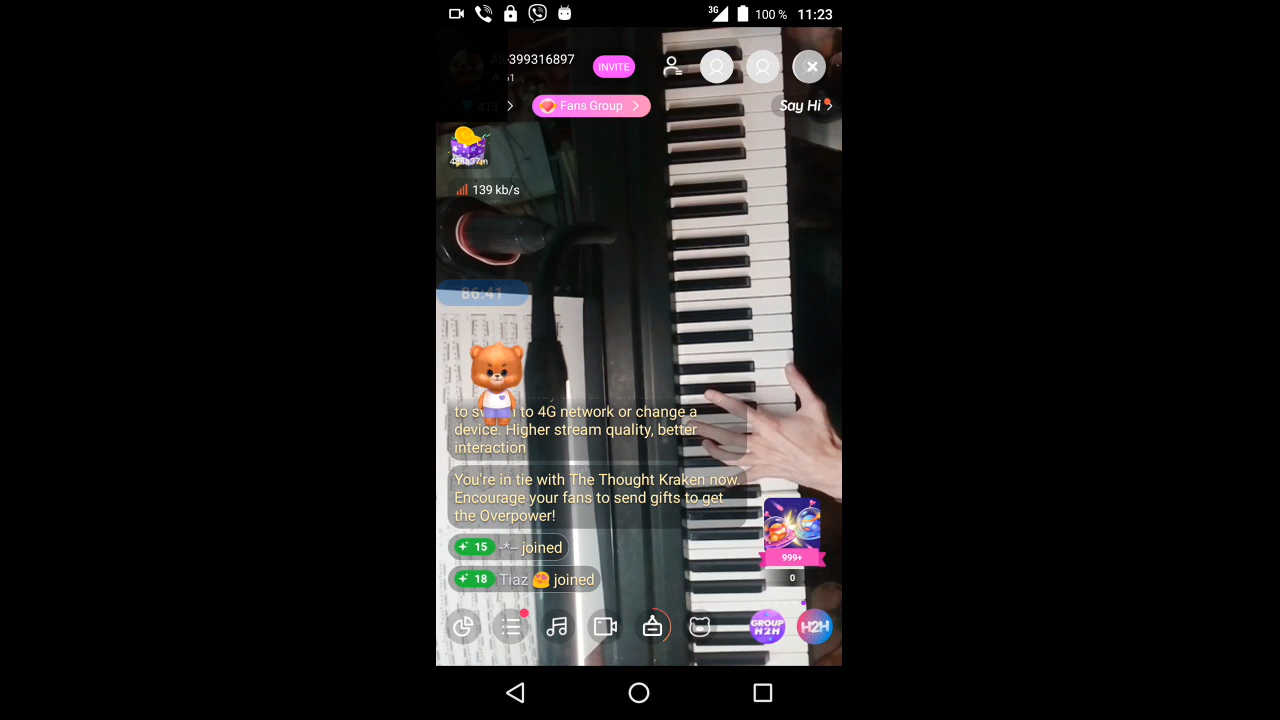 3G 100 % 11:23
399316897
INVITE
61
413
Fans Group
Say Hi
139 kb/s
86:41
to 4G network or change a
device. Higher stream quality, better
interaction
You're in tie with The Thought Kraken now.
Encourage your fans to send gifts to get
the Overpower!
15 -*-- joined
18 Tiaz 🥰 joined
999+
0
GROUP
H2H
H2H